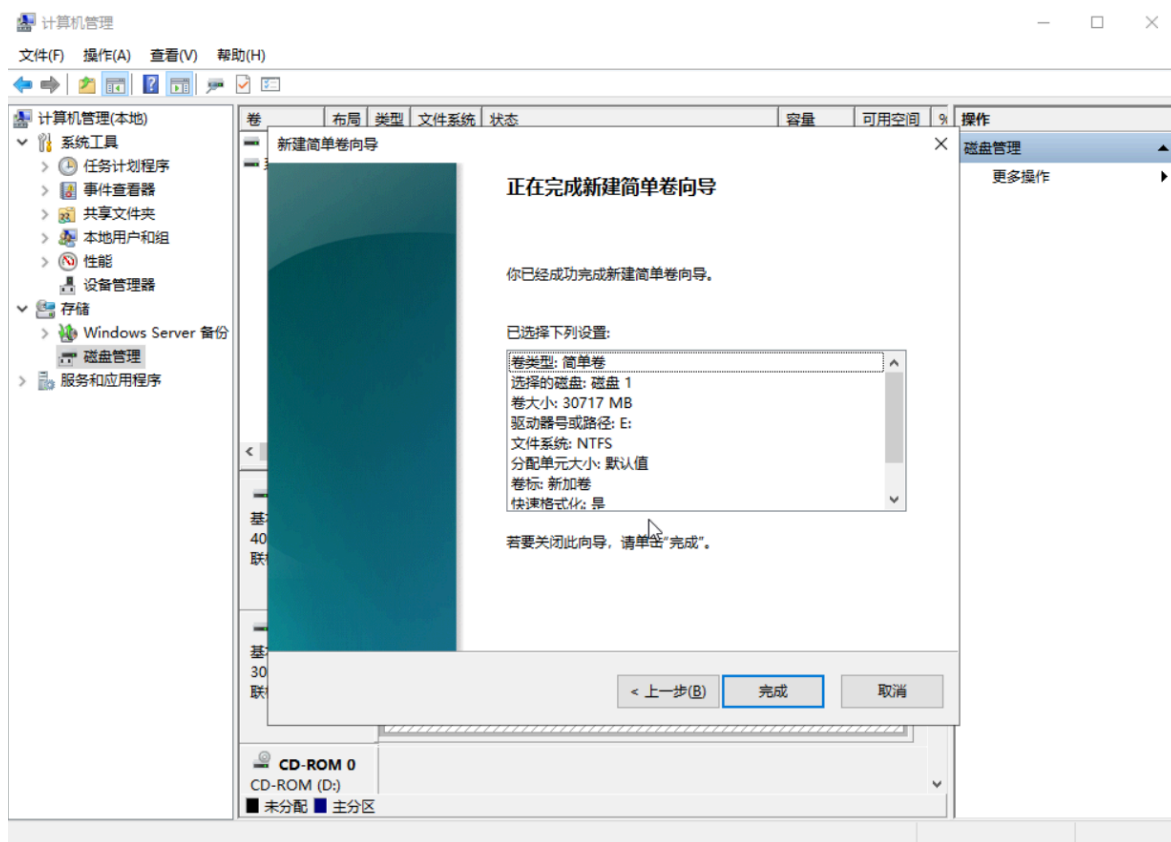 计算机管理
文件(F) 操作(A) 查看(V) 帮助(H)
计算机管理(本地)
系统工具
任务计划程序
事件查看器
共享文件夹
本地用户和组
性能
设备管理器
存储
Windows Server 备份
磁盘管理
服务和应用程序
卷 布局 类型 文件系统 状态 容量 可用空间 %
新建简单卷向导
正在完成新建简单卷向导
你已经成功完成新建简单卷向导。
已选择下列设置:
卷类型: 简单卷
选择的磁盘: 磁盘 1
卷大小: 30717 MB
驱动器号或路径: E:
文件系统: NTFS
分配单元大小: 默认值
卷标: 新加卷
快速格式化: 是
若要关闭此向导，请单击“完成”。
< 上一步(B) 完成 取消
基
40
联
基
30
联
CD-ROM 0
CD-ROM (D:)
未分配 主分区
操作
磁盘管理
更多操作